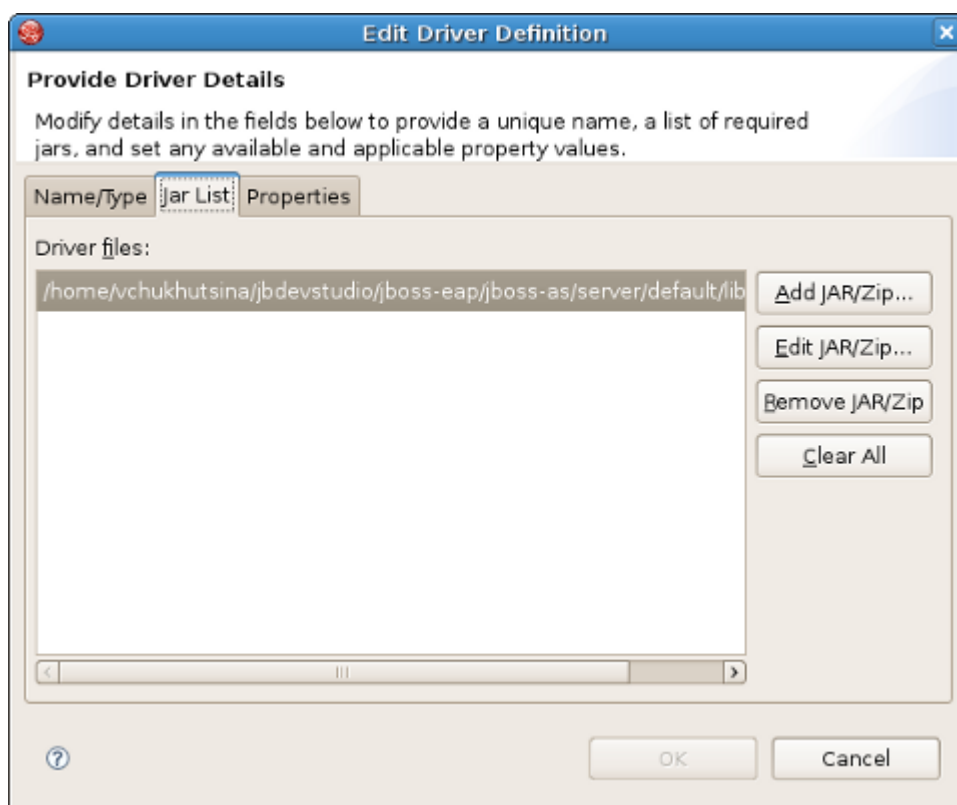 Edit Driver Definition
Provide Driver Details
Modify details in the fields below to provide a unique name, a list of required
jars, and set any available and applicable property values.
Name/Type Jar List Properties
Driver files:
/home/vchukhutsina/jbdevstudio/jboss-eap/jboss-as/server/default/lib
Add JAR/Zip...
Edit JAR/Zip...
Remove JAR/Zip
Clear All
OK Cancel